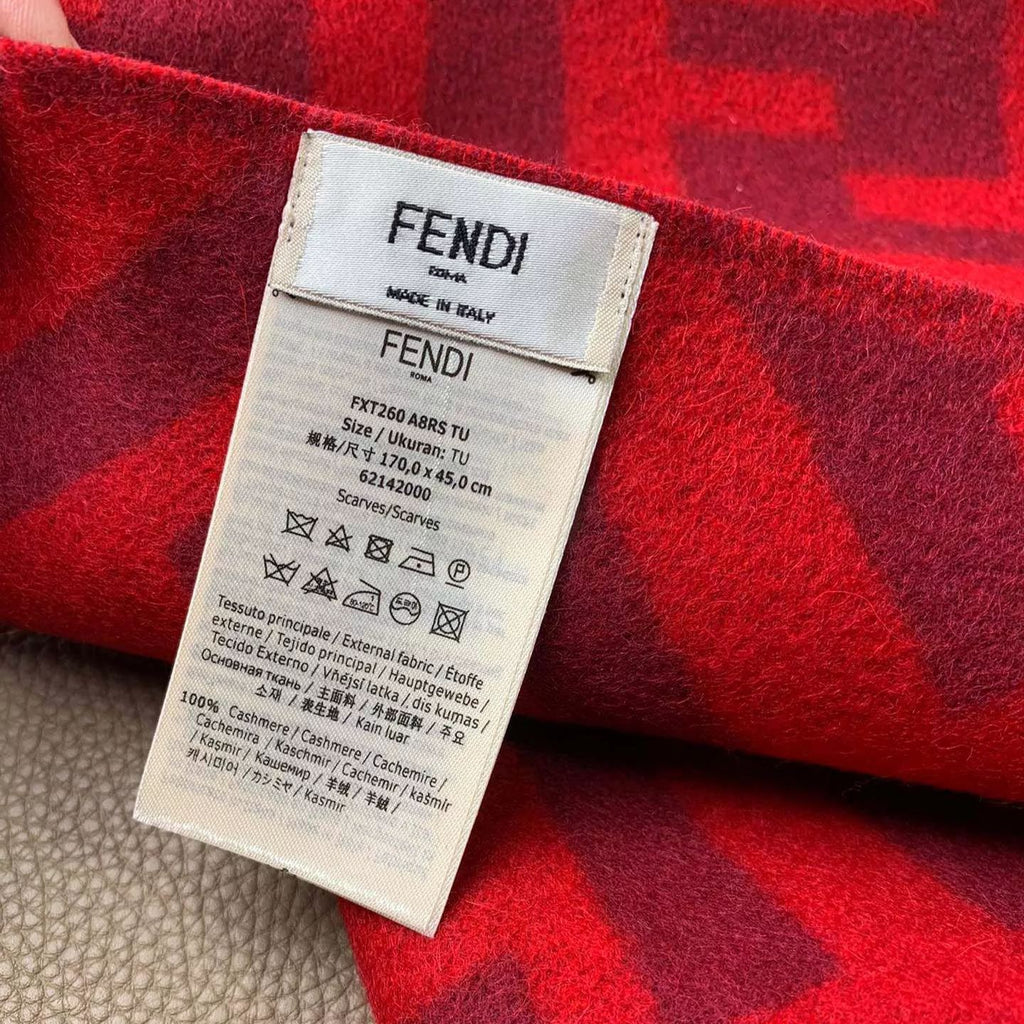 FENDI
ROMA
MADE IN ITALY
FENDI
ROMA
FXT260 A8RS TU
Size / Ukuran: TU
规格/尺寸 170,0 x 45,0 cm
62142000
Scarves/Scarves
P
Tessuto principale / External fabric / Étoffe
externe / Tejido principal / Hauptgewebe /
Tecido Externo / Vňějsí latka / dis kumas /
Основная ткань / 主面料 / 外部面料 / 주요
소재 / 表生地 / Kain luar
100% Cashmere / Cashmere / Cachemire /
Cachemira / Kaschmir / Cachemir / kašmír
/ Kaşmir / Кашемир / 羊绒 / 羊絨 /
캐시미어 / カシミヤ / Kasmir